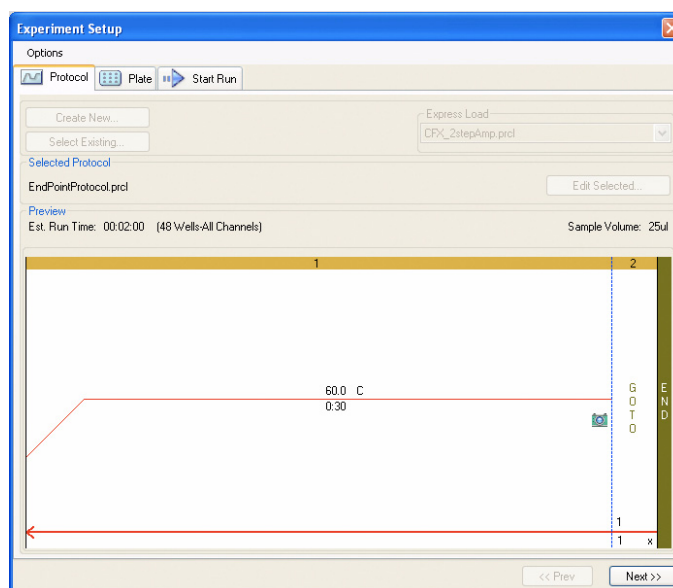 Experiment Setup
Options
Protocol Plate Start Run
Create New...
Select Existing...
Express Load
CFX_2stepAmp.prcl
Selected Protocol
EndPointProtocol.prcl
Edit Selected...
Preview
Est. Run Time: 00:02:00 (48 Wells-All Channels) Sample Volume: 25ul
1 2
60.0 C
0:30
GOTO
END
1
1 x
<< Prev Next >>